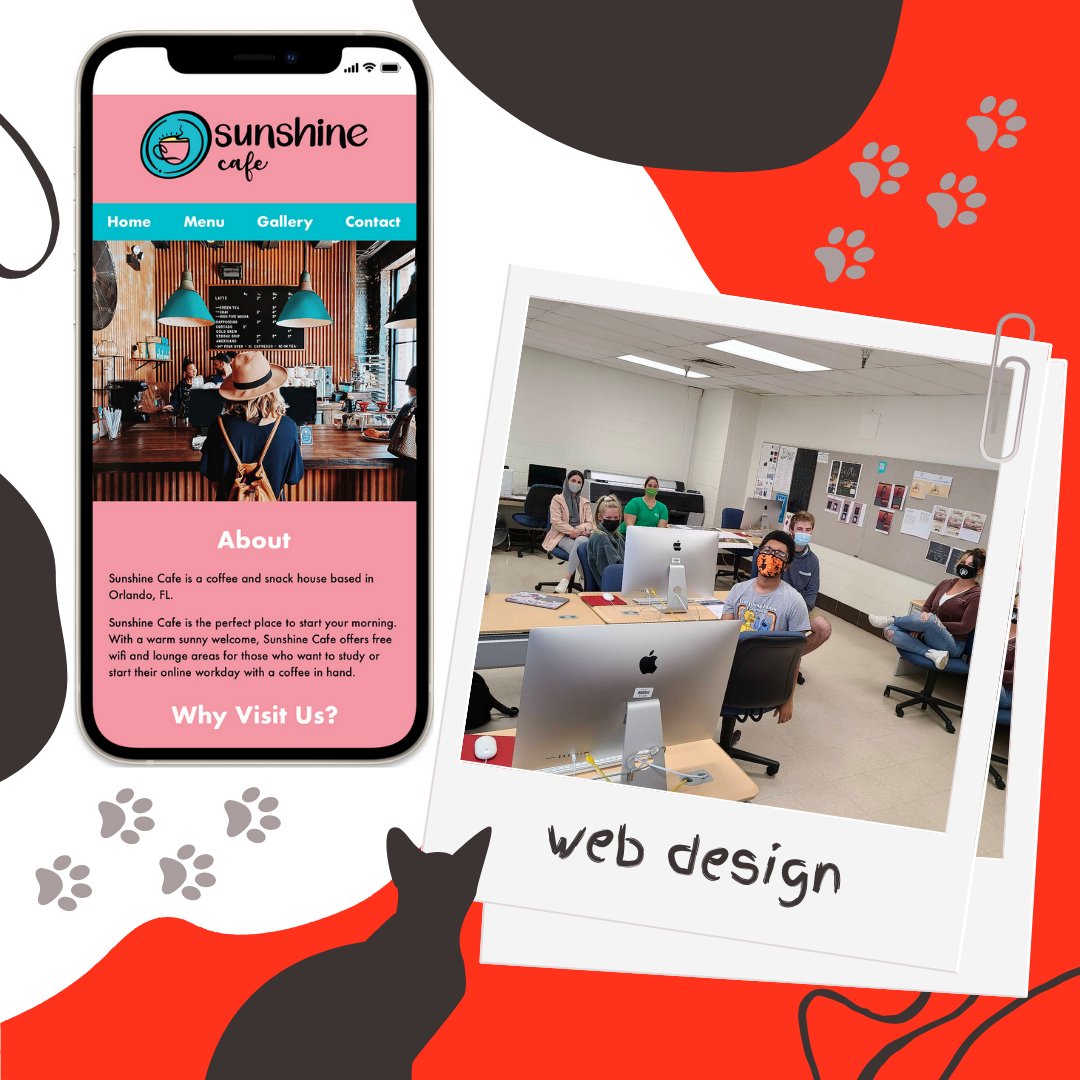 sunshine
cafe
Home Menu Gallery Contact
LATTE
About
Sunshine Cafe is a coffee and snack house based in
Orlando, FL.
Sunshine Cafe is the perfect place to start your morning.
With a warm sunny welcome, Sunshine Cafe offers free
wifi and lounge areas for those who want to study or
start their online workday with a coffee in hand.
Why Visit Us?
web design